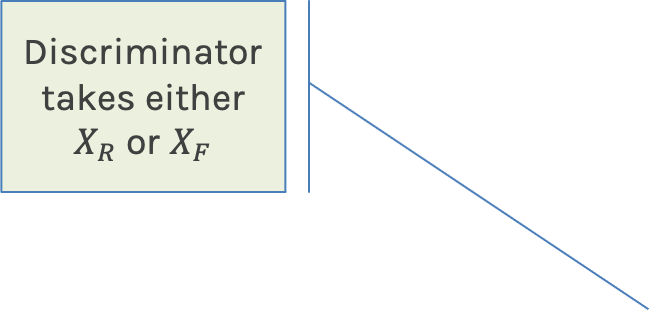 Discriminator
takes either
X_R or X_F